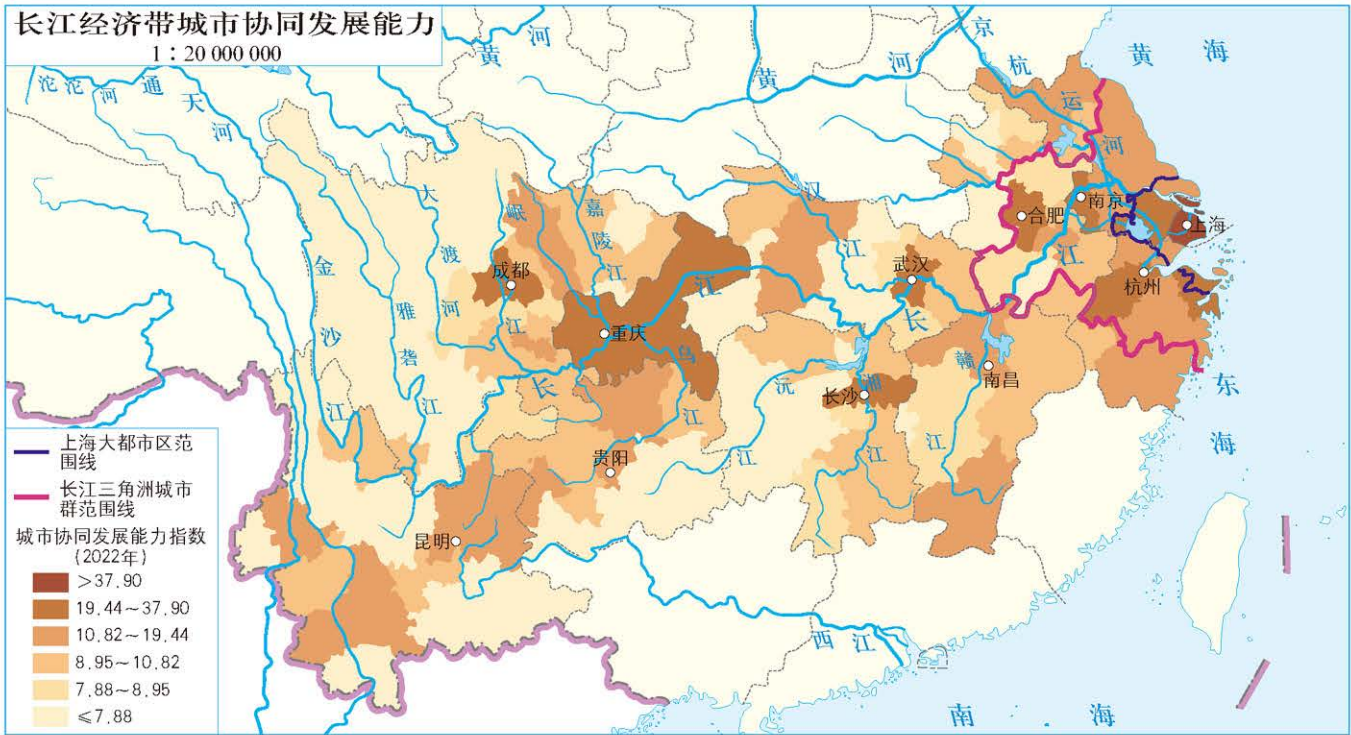 长江经济带城市协同发展能力
1：20 000 000
沱沱河
通天河
黄河
黄河
京杭运河
黄海
大渡河
岷江
嘉陵江
汉江
金沙江
雅砻江
成都
重庆
江
乌江
长
武汉
长
江
合肥
南京
上海
杭州
沅江
长沙
湘江
赣江
南昌
贵阳
昆明
东海
西江
南海
上海大都市区范
围线
长江三角洲城市
群范围线
城市协同发展能力指数
(2022年)
>37.90
19.44～37.90
10.82～19.44
8.95～10.82
7.88～8.95
≤7.88